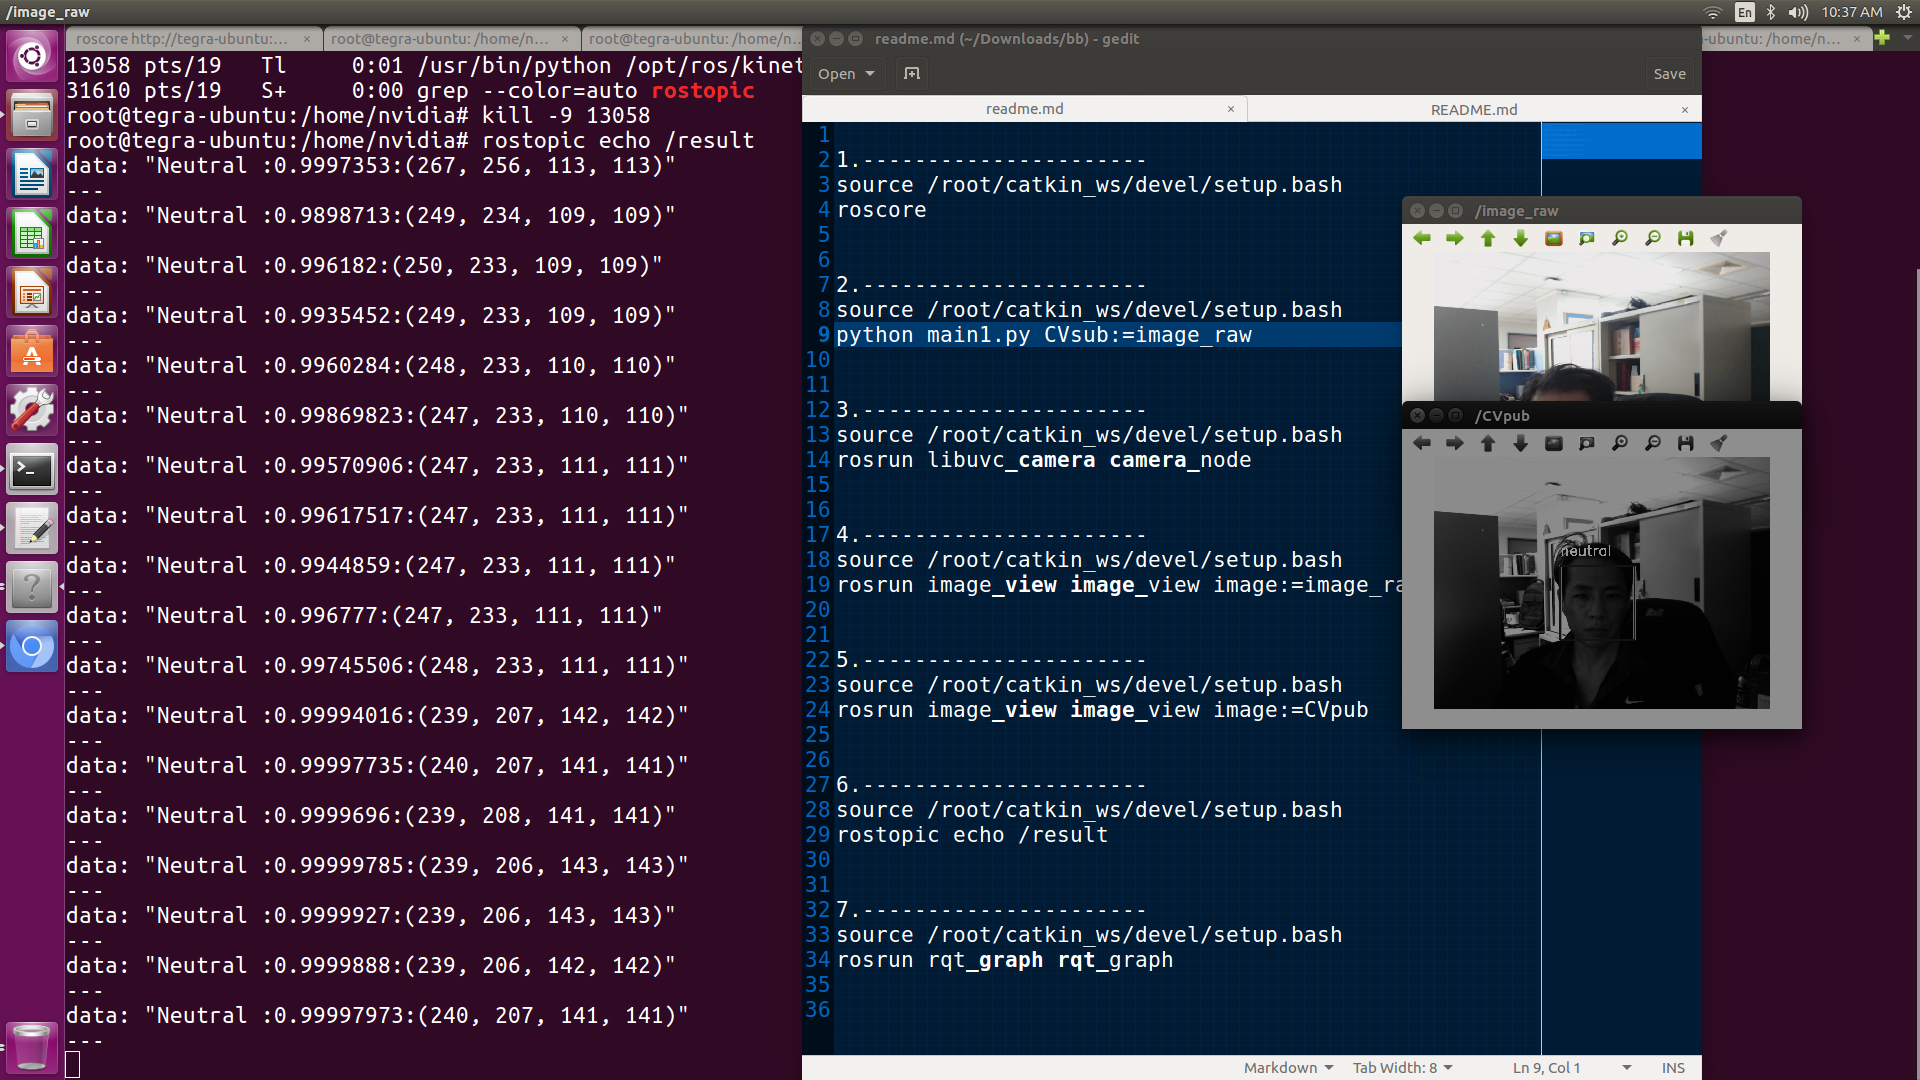 /image_raw
En
10:37 AM
roscore http://tegra-ubuntu:...
root@tegra-ubuntu: /home/n...
root@tegra-ubuntu: /home/n...
-ubuntu: /home/n...
13058 pts/19   Tl     0:01 /usr/bin/python /opt/ros/kinet
31610 pts/19   S+     0:00 grep --color=auto rostopic
root@tegra-ubuntu:/home/nvidia# kill -9 13058
root@tegra-ubuntu:/home/nvidia# rostopic echo /result
data: "Neutral :0.9997353:(267, 256, 113, 113)"
---
data: "Neutral :0.9898713:(249, 234, 109, 109)"
---
data: "Neutral :0.996182:(250, 233, 109, 109)"
---
data: "Neutral :0.9935452:(249, 233, 109, 109)"
---
data: "Neutral :0.9960284:(248, 233, 110, 110)"
---
data: "Neutral :0.99869823:(247, 233, 110, 110)"
---
data: "Neutral :0.99570906:(247, 233, 111, 111)"
---
data: "Neutral :0.99617517:(247, 233, 111, 111)"
---
data: "Neutral :0.9944859:(247, 233, 111, 111)"
---
data: "Neutral :0.996777:(247, 233, 111, 111)"
---
data: "Neutral :0.99745506:(248, 233, 111, 111)"
---
data: "Neutral :0.99994016:(239, 207, 142, 142)"
---
data: "Neutral :0.99997735:(240, 207, 141, 141)"
---
data: "Neutral :0.9999696:(239, 208, 141, 141)"
---
data: "Neutral :0.99999785:(239, 206, 143, 143)"
---
data: "Neutral :0.9999927:(239, 206, 143, 143)"
---
data: "Neutral :0.9999888:(239, 206, 142, 142)"
---
data: "Neutral :0.99997973:(240, 207, 141, 141)"
---
readme.md (~/Downloads/bb) - gedit
Open
Save
readme.md
README.md
1
2 1.----------------------
3 source /root/catkin_ws/devel/setup.bash
4 roscore
5
6
7 2.----------------------
8 source /root/catkin_ws/devel/setup.bash
9 python main1.py CVsub:=image_raw
10
11
12 3.----------------------
13 source /root/catkin_ws/devel/setup.bash
14 rosrun libuvc_camera camera_node
15
16
17 4.----------------------
18 source /root/catkin_ws/devel/setup.bash
19 rosrun image_view image_view image:=image_ra
20
21
22 5.----------------------
23 source /root/catkin_ws/devel/setup.bash
24 rosrun image_view image_view image:=CVpub
25
26
27 6.----------------------
28 source /root/catkin_ws/devel/setup.bash
29 rostopic echo /result
30
31
32 7.----------------------
33 source /root/catkin_ws/devel/setup.bash
34 rosrun rqt_graph rqt_graph
35
36
Markdown
Tab Width: 8
Ln 9, Col 1
INS
/image_raw
/CVpub
neutral